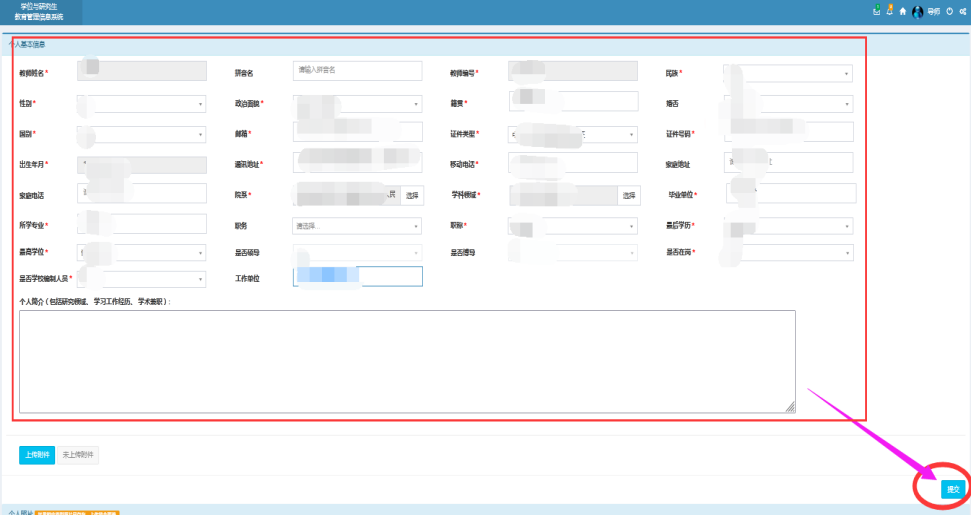 学位与研究生
教育管理信息系统
导师
个人基本信息
教师姓名* 拼音名 请输入拼音名 教师编号* 民族*
性别* 政治面貌* 籍贯* 婚否
国别* 邮箱* 证件类型* 证件号码*
出生年月* 通讯地址* 移动电话* 家庭地址
家庭电话 院系* 选择 学科领域* 选择 毕业单位*
所学专业* 职务 请选择... 职称* 最后学历*
最高学位* 是否硕导 是否博导 是否在岗*
是否学校编制人员* 工作单位
个人简介(包括研究领域、学习工作经历、学术兼职):
上传附件 未上传附件
提交
个人照片